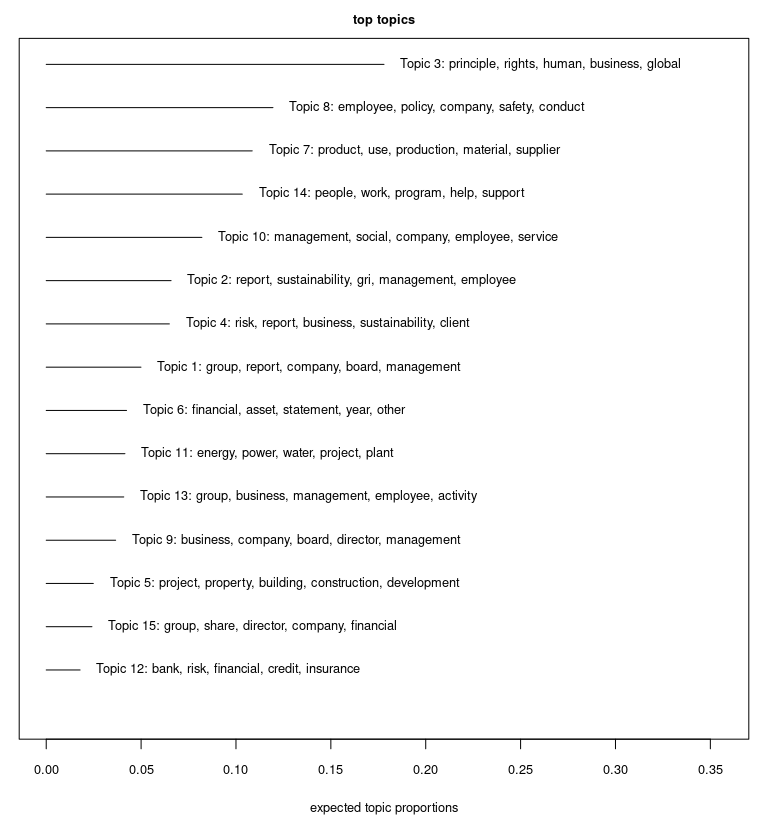 top topics
Topic 3: principle, rights, human, business, global
Topic 8: employee, policy, company, safety, conduct
Topic 7: product, use, production, material, supplier
Topic 14: people, work, program, help, support
Topic 10: management, social, company, employee, service
Topic 2: report, sustainability, gri, management, employee
Topic 4: risk, report, business, sustainability, client
Topic 1: group, report, company, board, management
Topic 6: financial, asset, statement, year, other
Topic 11: energy, power, water, project, plant
Topic 13: group, business, management, employee, activity
Topic 9: business, company, board, director, management
Topic 5: project, property, building, construction, development
Topic 15: group, share, director, company, financial
Topic 12: bank, risk, financial, credit, insurance
0.00 0.05 0.10 0.15 0.20 0.25 0.30 0.35
expected topic proportions